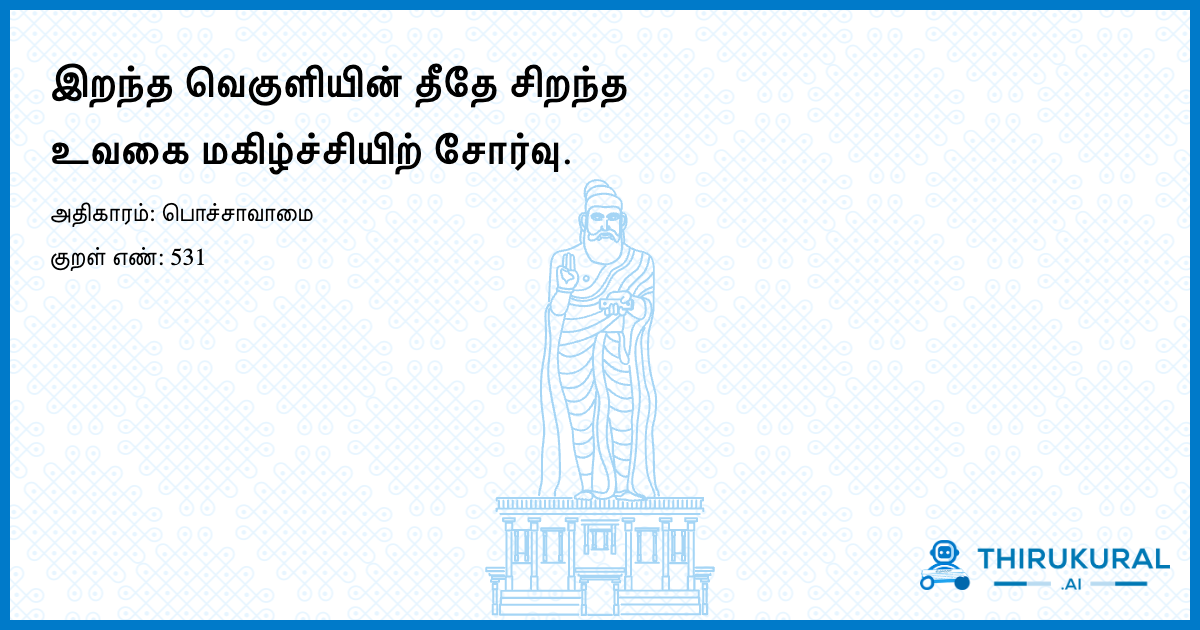 இறந்த வெகுளியின் தீதே சிறந்த
உவகை மகிழ்ச்சியிற் சோர்வு.
அதிகாரம்: பொச்சாவாமை
குறள் எண்: 531
THIRUKURAL
.AI